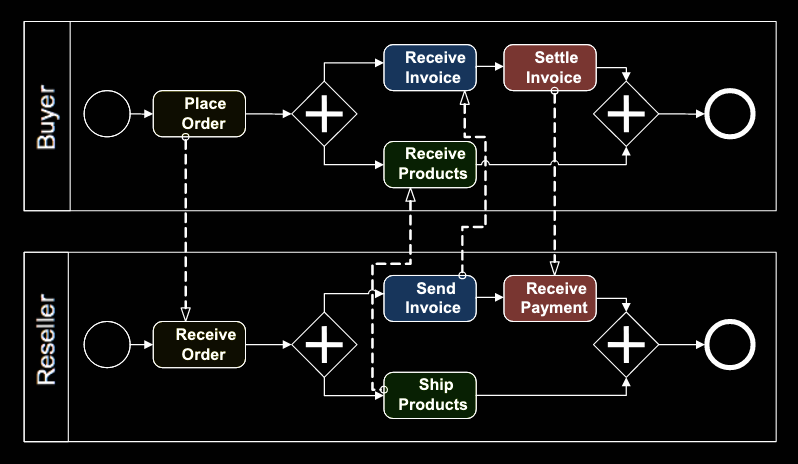 Buyer
Place
Order
Receive
Invoice
Settle
Invoice
Receive
Products
Reseller
Receive
Order
Send
Invoice
Receive
Payment
Ship
Products